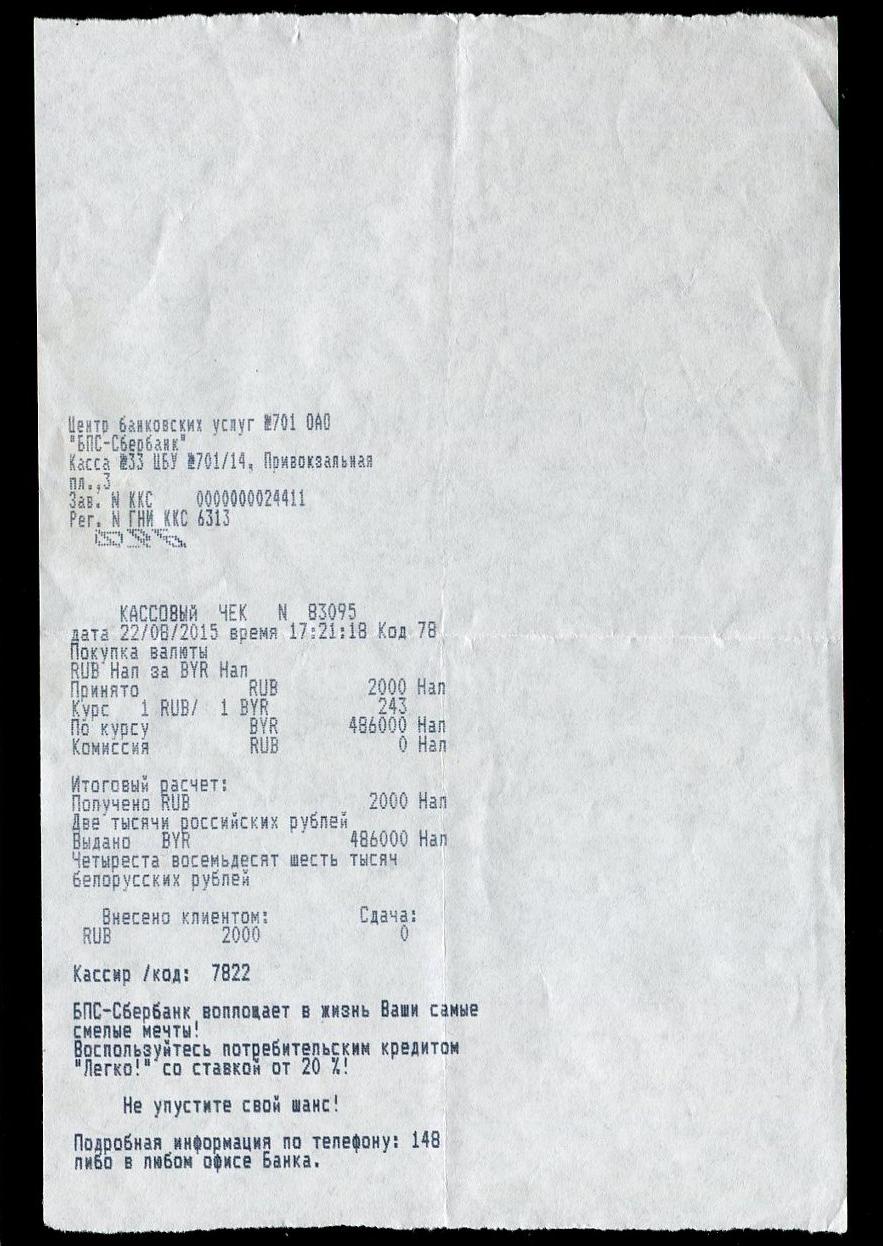 Центр банковских услуг №701 ОАО
"БПС-Сбербанк"
Касса №33 ЦБУ №701/14, Привокзальная
пл.,3
Зав. N ККС 0000000024411
Рег. N ГНИ ККС 6313
КАССОВЫЙ ЧЕК N 83095
дата 22/08/2015 время 17:21:18 Код 78
Покупка валюты
RUB Нал за BYR Нал
Принято RUB 2000 Нал
Курс 1 RUB/ 1 BYR 243
По курсу BYR 486000 Нал
Комиссия RUB 0 Нал
Итоговый расчет:
Получено RUB 2000 Нал
Две тысячи российских рублей
Выдано BYR 486000 Нал
Четыреста восемьдесят шесть тысяч
белорусских рублей
Внесено клиентом: Сдача:
RUB 2000 0
Кассир /код: 7822
БПС-Сбербанк воплощает в жизнь Ваши самые
смелые мечты!
Воспользуйтесь потребительским кредитом
"Легко!" со ставкой от 20 %!
Не упустите свой шанс!
Подробная информация по телефону: 148
либо в любом офисе Банка.